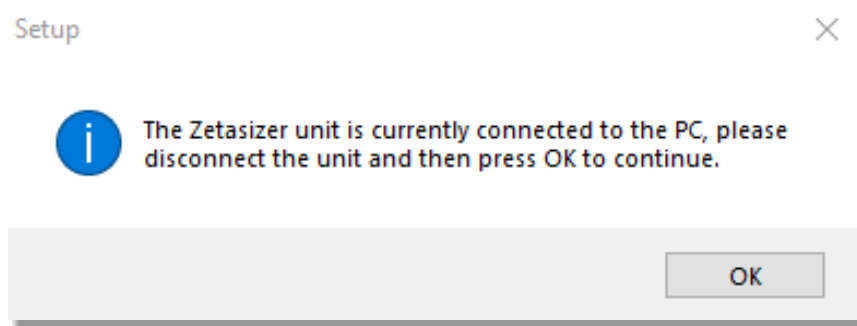 Setup
The Zetasizer unit is currently connected to the PC, please
disconnect the unit and then press OK to continue.
OK